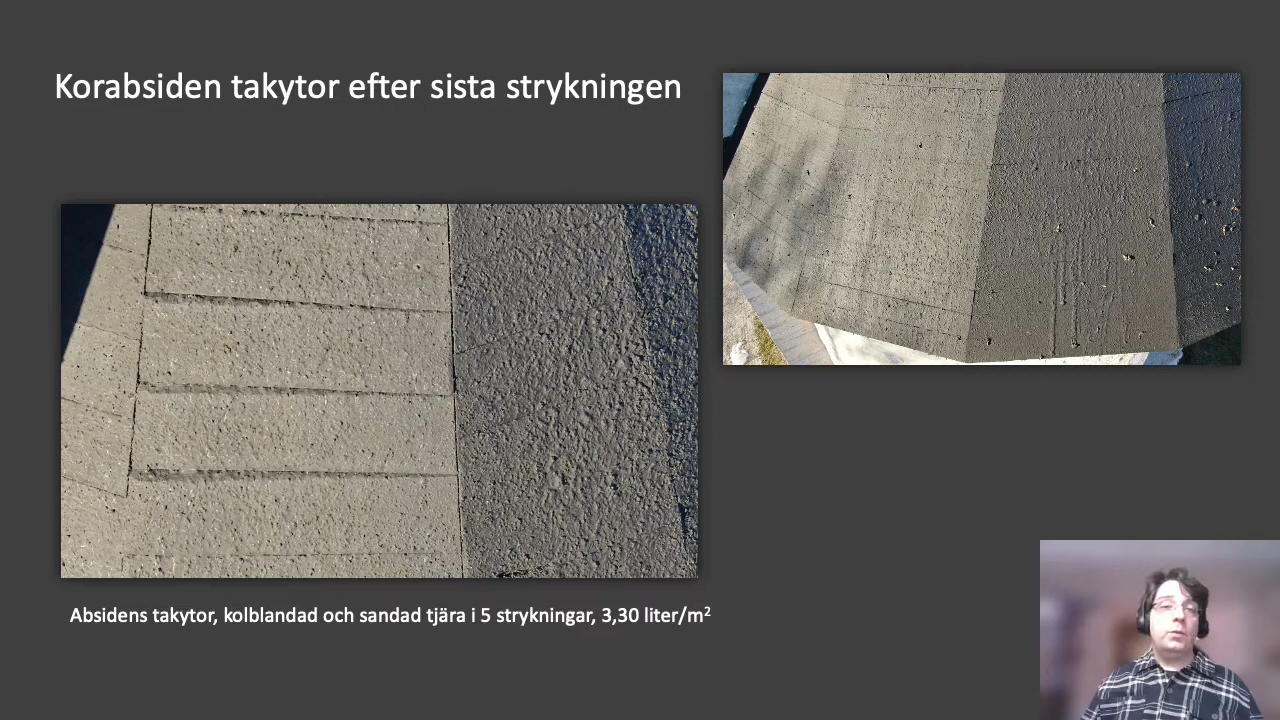 Korabsiden takytor efter sista strykningen
Absidens takytor, kolblandad och sandad tjära i 5 strykningar, 3,30 liter/m²